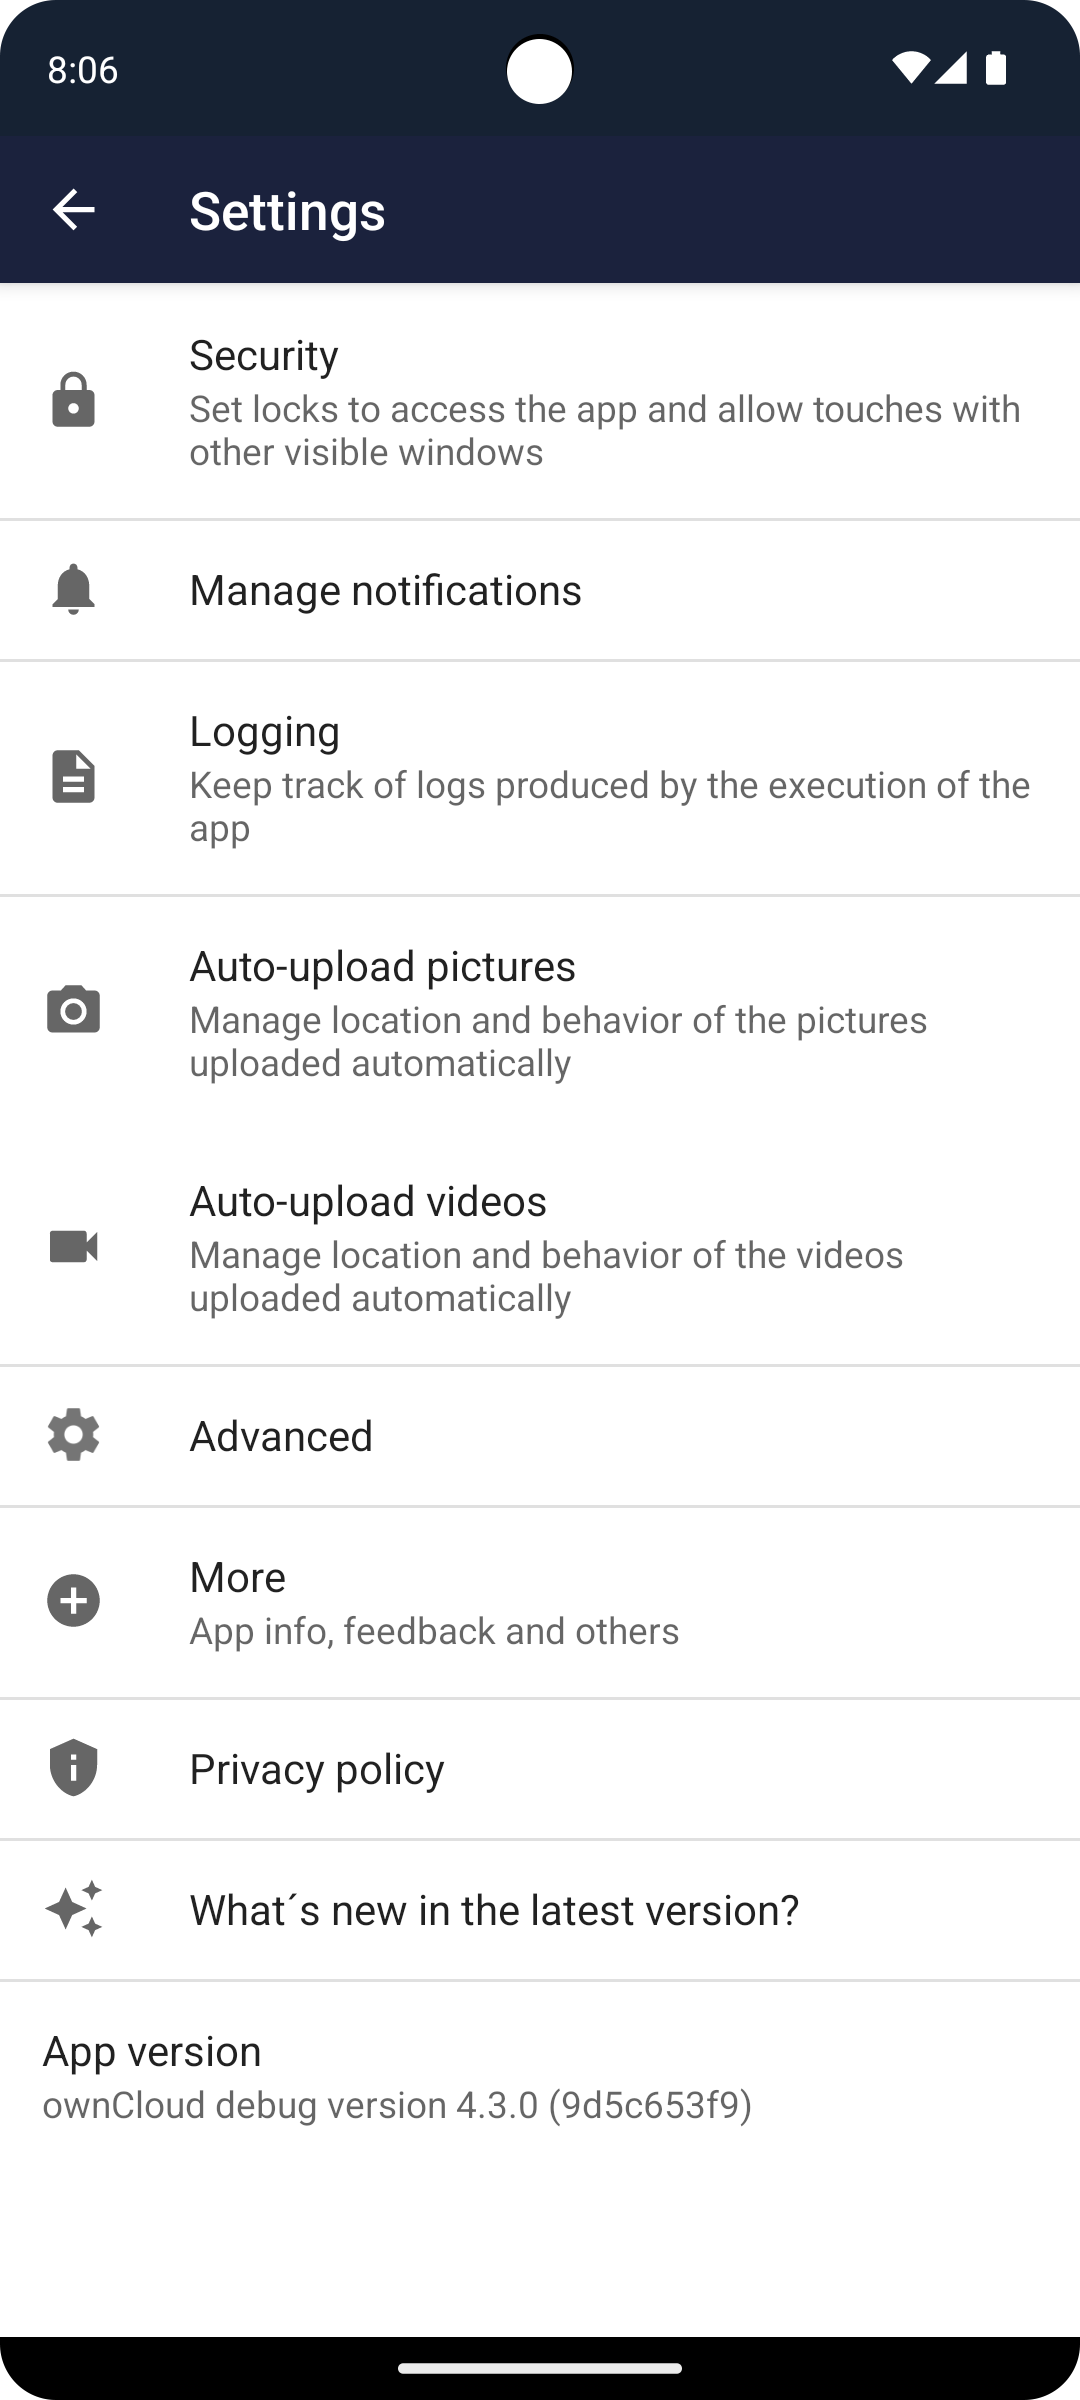 8:06
Settings
Security
Set locks to access the app and allow touches with
other visible windows
Manage notifications
Logging
Keep track of logs produced by the execution of the
app
Auto-upload pictures
Manage location and behavior of the pictures
uploaded automatically
Auto-upload videos
Manage location and behavior of the videos
uploaded automatically
Advanced
More
App info, feedback and others
Privacy policy
What´s new in the latest version?
App version
ownCloud debug version 4.3.0 (9d5c653f9)